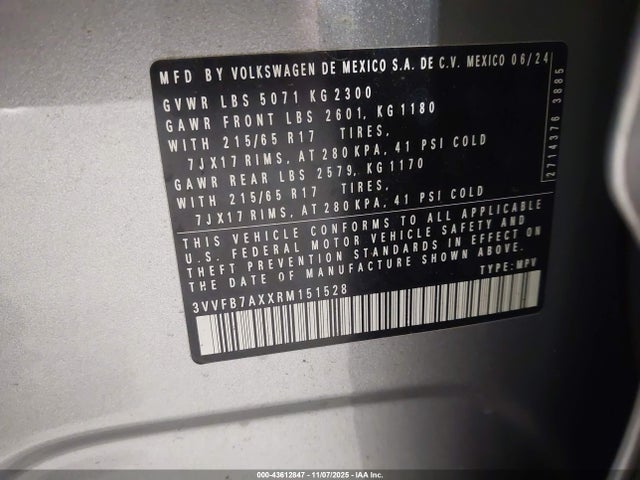 MFD BY VOLKSWAGEN DE MEXICO S.A. DE C.V. MEXICO 06/24
GVWR LBS 5071 KG 2300
GAWR FRONT LBS 2601, KG 1180
WITH 215/65 R17 TIRES,
7JX17 RIMS, AT 280 KPA, 41 PSI COLD
GAWR REAR LBS 2579, KG 1170
WITH 215/65 R17 TIRES,
7JX17 RIMS, AT 280 KPA, 41 PSI COLD
THIS VEHICLE CONFORMS TO ALL APPLICABLE
U.S. FEDERAL MOTOR VEHICLE SAFETY AND
THEFT PREVENTION STANDARDS IN EFFECT ON
THE DATE OF MANUFACTURE SHOWN ABOVE.
3VVFB7AXXRM151528
TYPE: MPV
2714376 3885
000-43612847 - 11/07/2025 - IAA Inc.